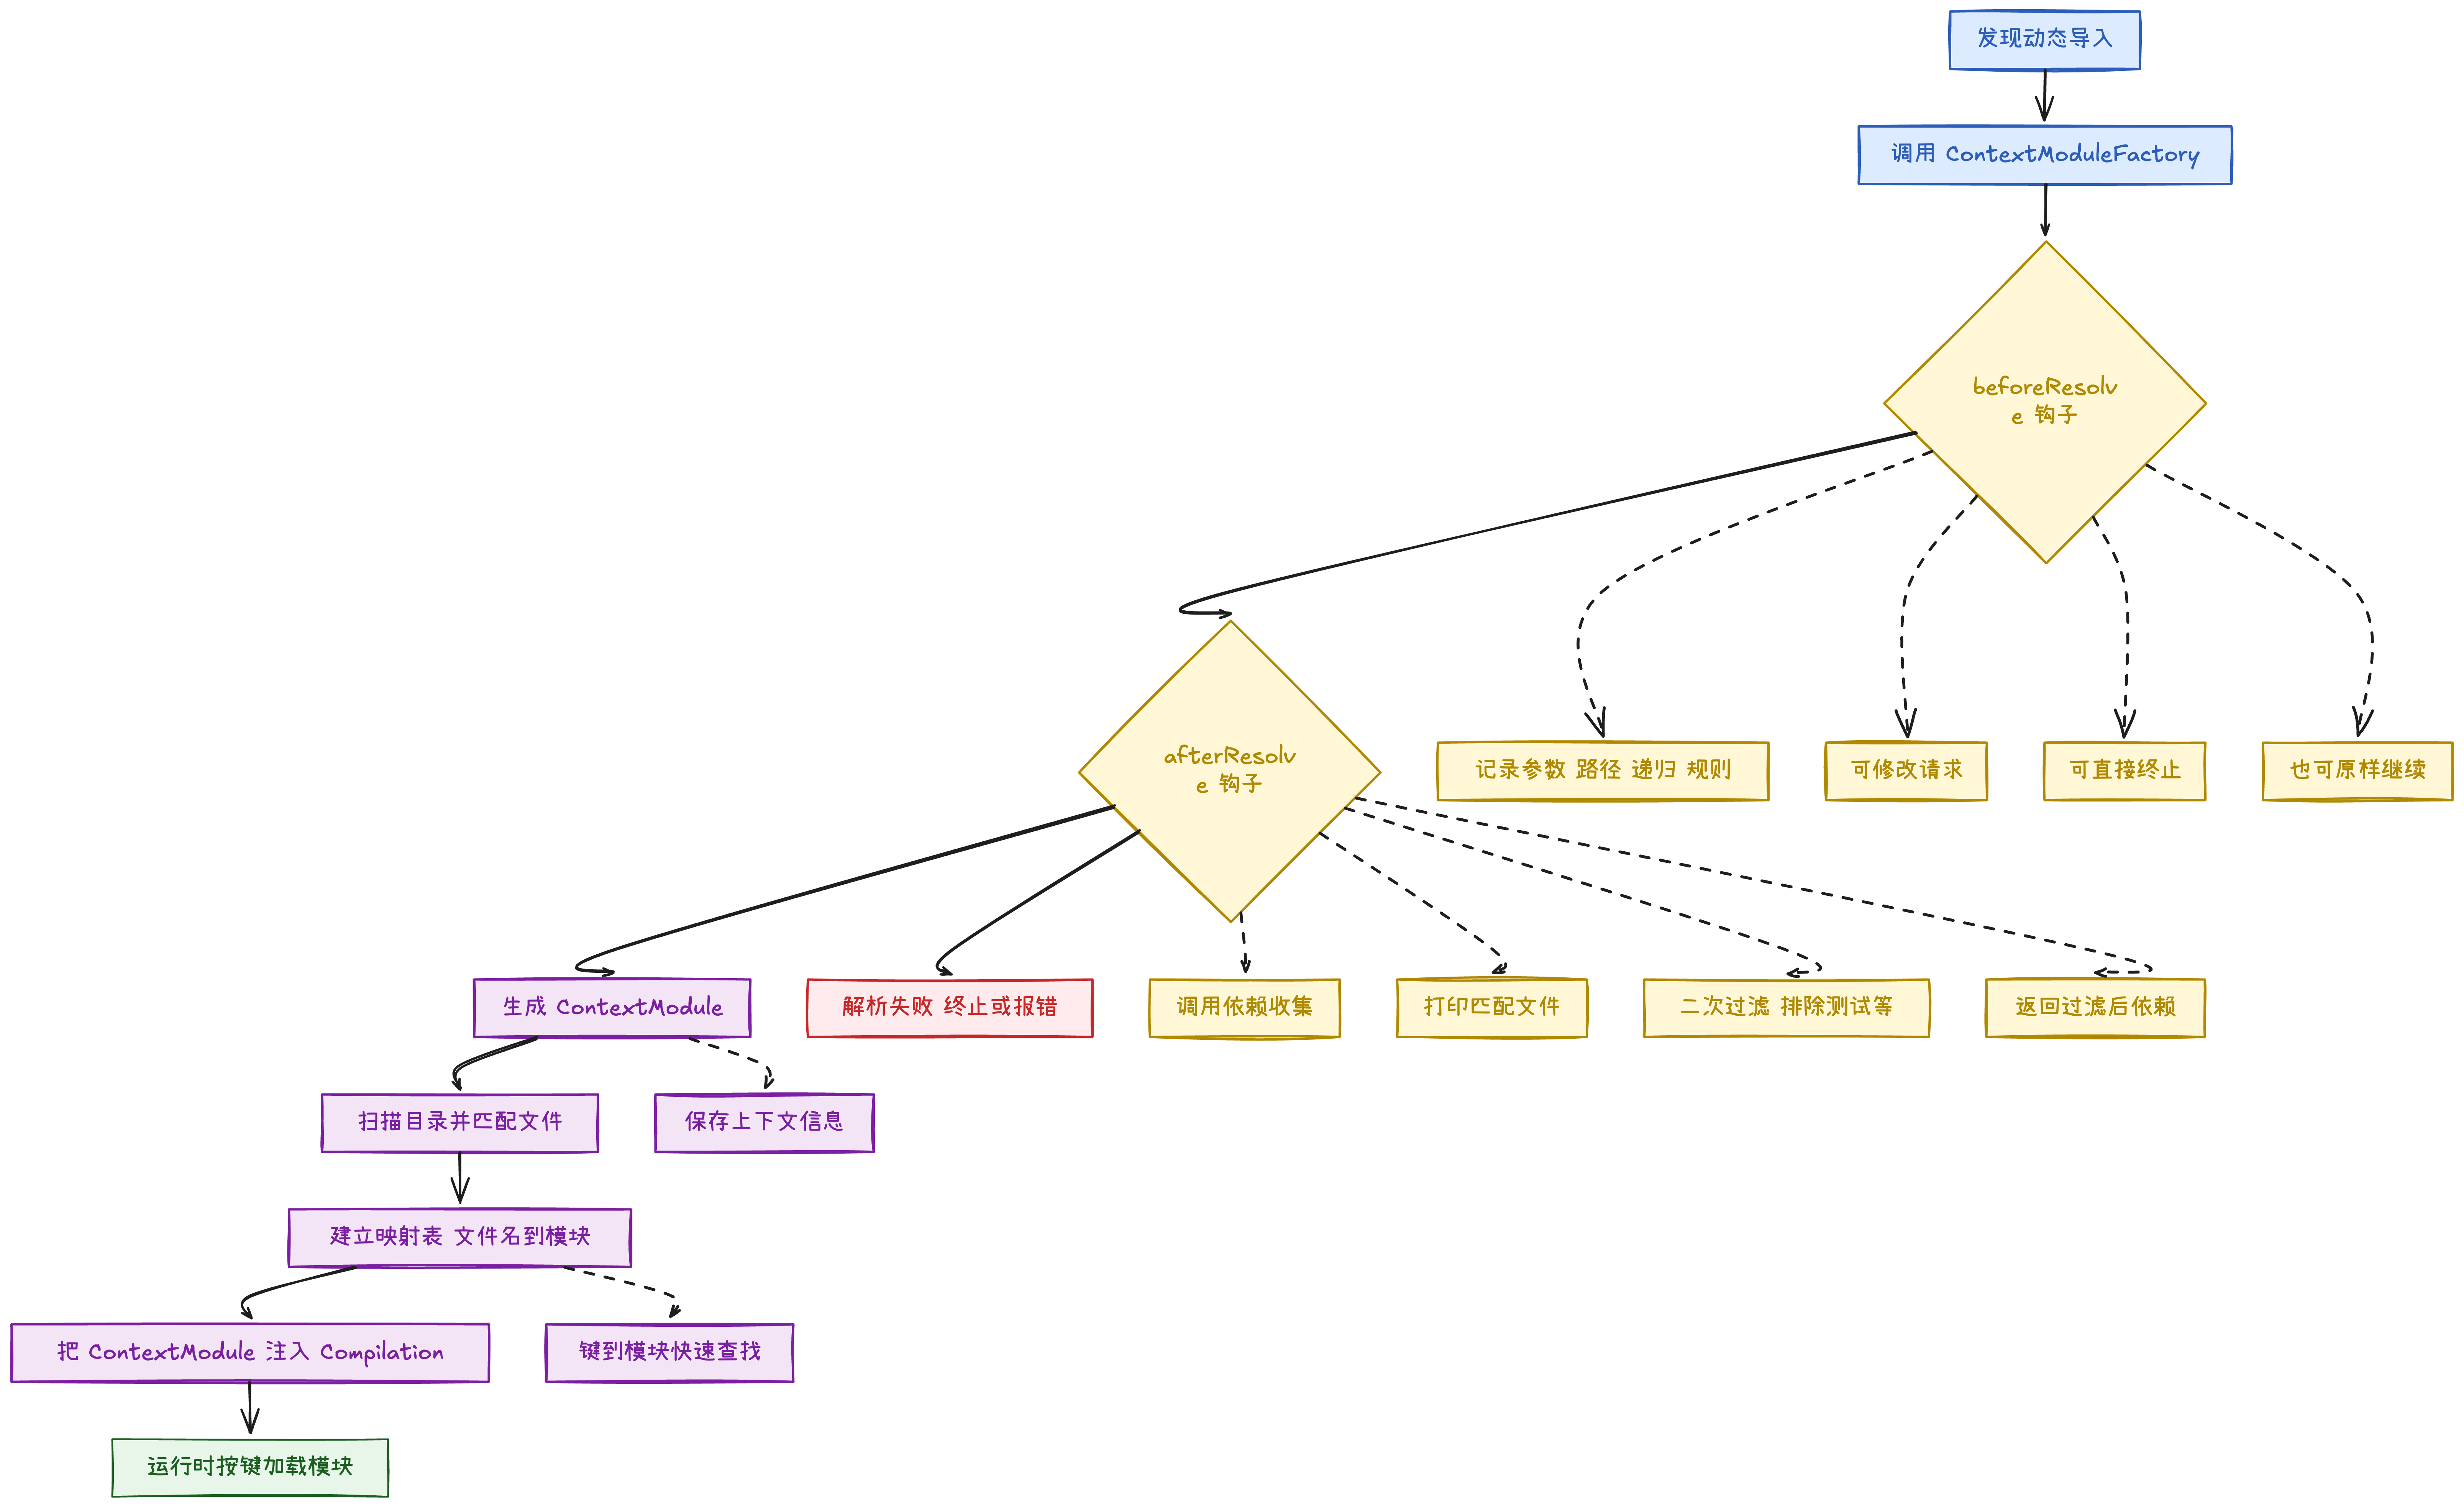 发现动态导入
调用 ContextModuleFactory
beforeResolv
e 钩子
afterResolv
e 钩子
记录参数 路径 递归 规则
可修改请求
可直接终止
也可原样继续
生成 ContextModule
解析失败 终止或报错
调用依赖收集
打印匹配文件
二次过滤 排除测试等
返回过滤后依赖
扫描目录并匹配文件
保存上下文信息
建立映射表 文件名到模块
把 ContextModule 注入 Compilation
键到模块快速查找
运行时按键加载模块